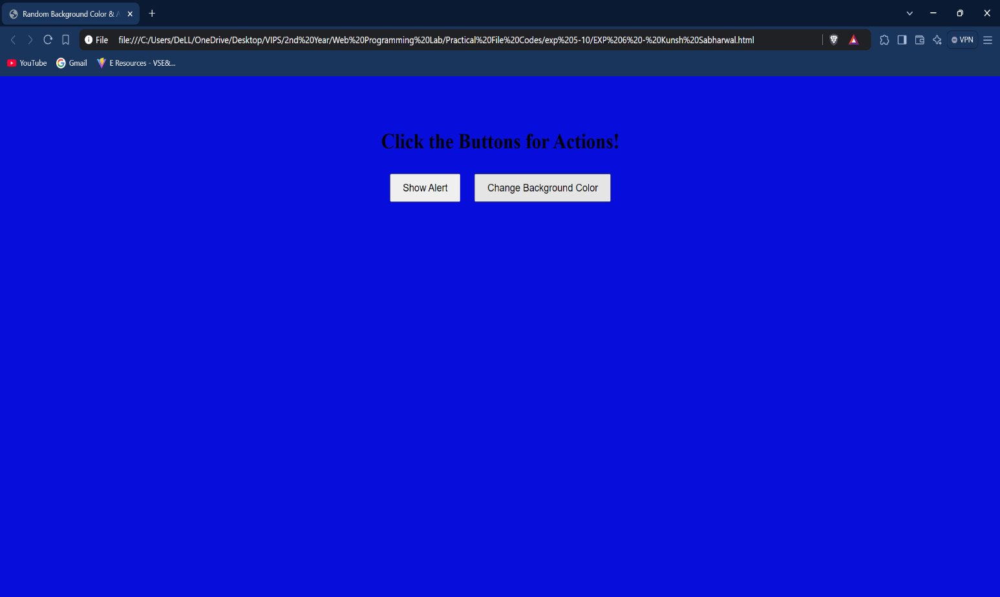 Random Background Color &
File file:///C:/Users/DeLL/OneDrive/Desktop/VIPS/2nd%20Year/Web%20Programming%20Lab/Practical%20File%20Codes/exp%205-10/EXP%206%20-%20Kunsh%20Sabharwal.html
VPN
YouTube Gmail E Resources - VSE&...
Click the Buttons for Actions!
Show Alert Change Background Color